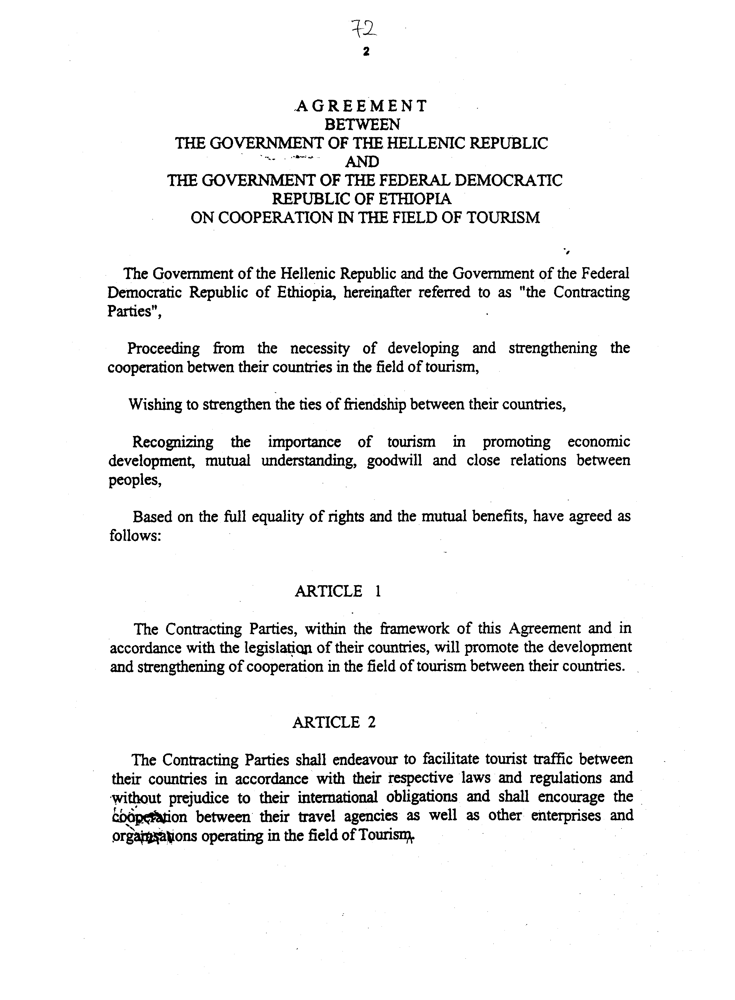 72
2
AGREEMENT
BETWEEN
THE GOVERNMENT OF THE HELLENIC REPUBLIC
AND
THE GOVERNMENT OF THE FEDERAL DEMOCRATIC
REPUBLIC OF ETHIOPIA
ON COOPERATION IN THE FIELD OF TOURISM
The Government of the Hellenic Republic and the Government of the Federal
Democratic Republic of Ethiopia, hereinafter referred to as "the Contracting
Parties",
Proceeding from the necessity of developing and strengthening the
cooperation betwen their countries in the field of tourism,
Wishing to strengthen the ties of friendship between their countries,
Recognizing the importance of tourism in promoting economic
development, mutual understanding, goodwill and close relations between
peoples,
Based on the full equality of rights and the mutual benefits, have agreed as
follows:
ARTICLE 1
The Contracting Parties, within the framework of this Agreement and in
accordance with the legislation of their countries, will promote the development
and strengthening of cooperation in the field of tourism between their countries.
ARTICLE 2
The Contracting Parties shall endeavour to facilitate tourist traffic between
their countries in accordance with their respective laws and regulations and
without prejudice to their international obligations and shall encourage the
cooperation between their travel agencies as well as other enterprises and
organisations operating in the field of Tourism.